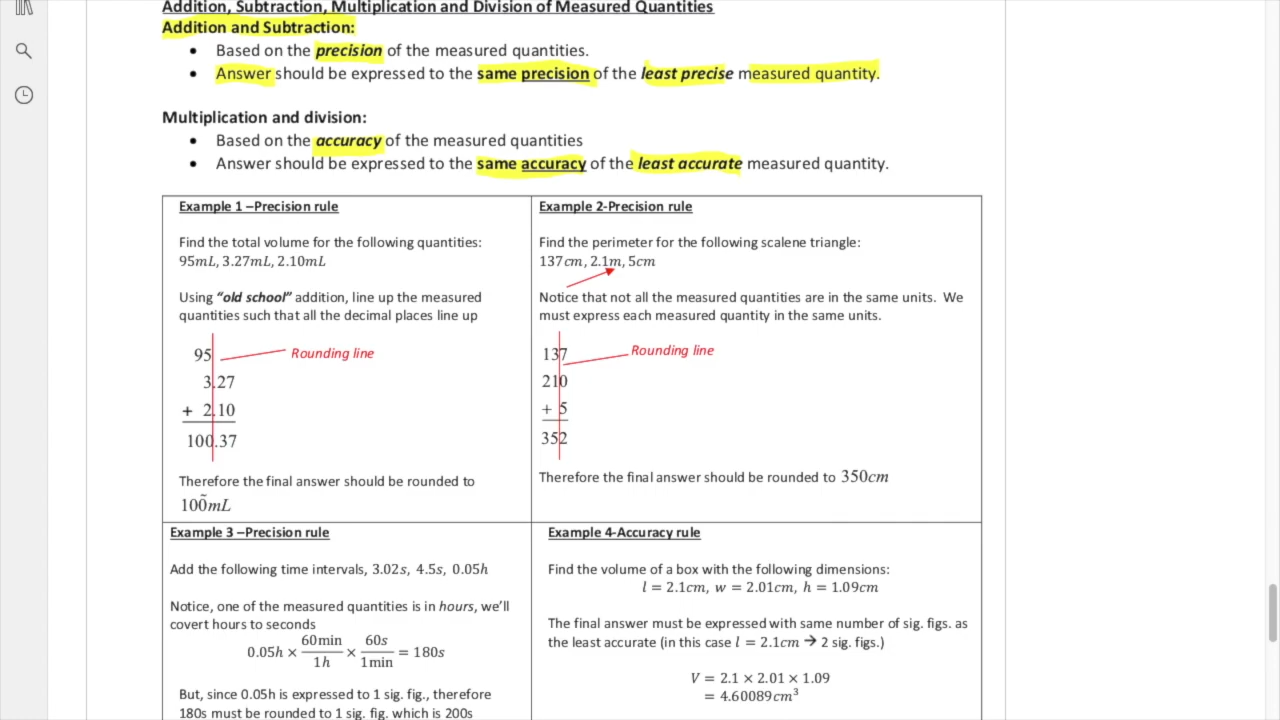 Addition, Subtraction, Multiplication and Division of Measured Quantities
Addition and Subtraction:
• Based on the precision of the measured quantities.
• Answer should be expressed to the same precision of the least precise measured quantity.
Multiplication and division:
• Based on the accuracy of the measured quantities
• Answer should be expressed to the same accuracy of the least accurate measured quantity.
Example 1 –Precision rule
Find the total volume for the following quantities:
95mL, 3.27mL, 2.10mL
Using “old school” addition, line up the measured
quantities such that all the decimal places line up
95
Rounding line
3.27
+ 2.10
100.37
Therefore the final answer should be rounded to
100̃mL
Example 2-Precision rule
Find the perimeter for the following scalene triangle:
137cm, 2.1m, 5cm
Notice that not all the measured quantities are in the same units. We
must express each measured quantity in the same units.
137
Rounding line
210
+ 5
352
Therefore the final answer should be rounded to 350cm
Example 3 –Precision rule
Add the following time intervals, 3.02s, 4.5s, 0.05h
Notice, one of the measured quantities is in hours, we’ll
covert hours to seconds
0.05h × 60min/1h × 60s/1min = 180s
But, since 0.05h is expressed to 1 sig. fig., therefore
180s must be rounded to 1 sig. fig. which is 200s
Example 4-Accuracy rule
Find the volume of a box with the following dimensions:
l = 2.1cm, w = 2.01cm, h = 1.09cm
The final answer must be expressed with same number of sig. figs. as
the least accurate (in this case l = 2.1cm → 2 sig. figs.)
V = 2.1 × 2.01 × 1.09
= 4.60089cm³